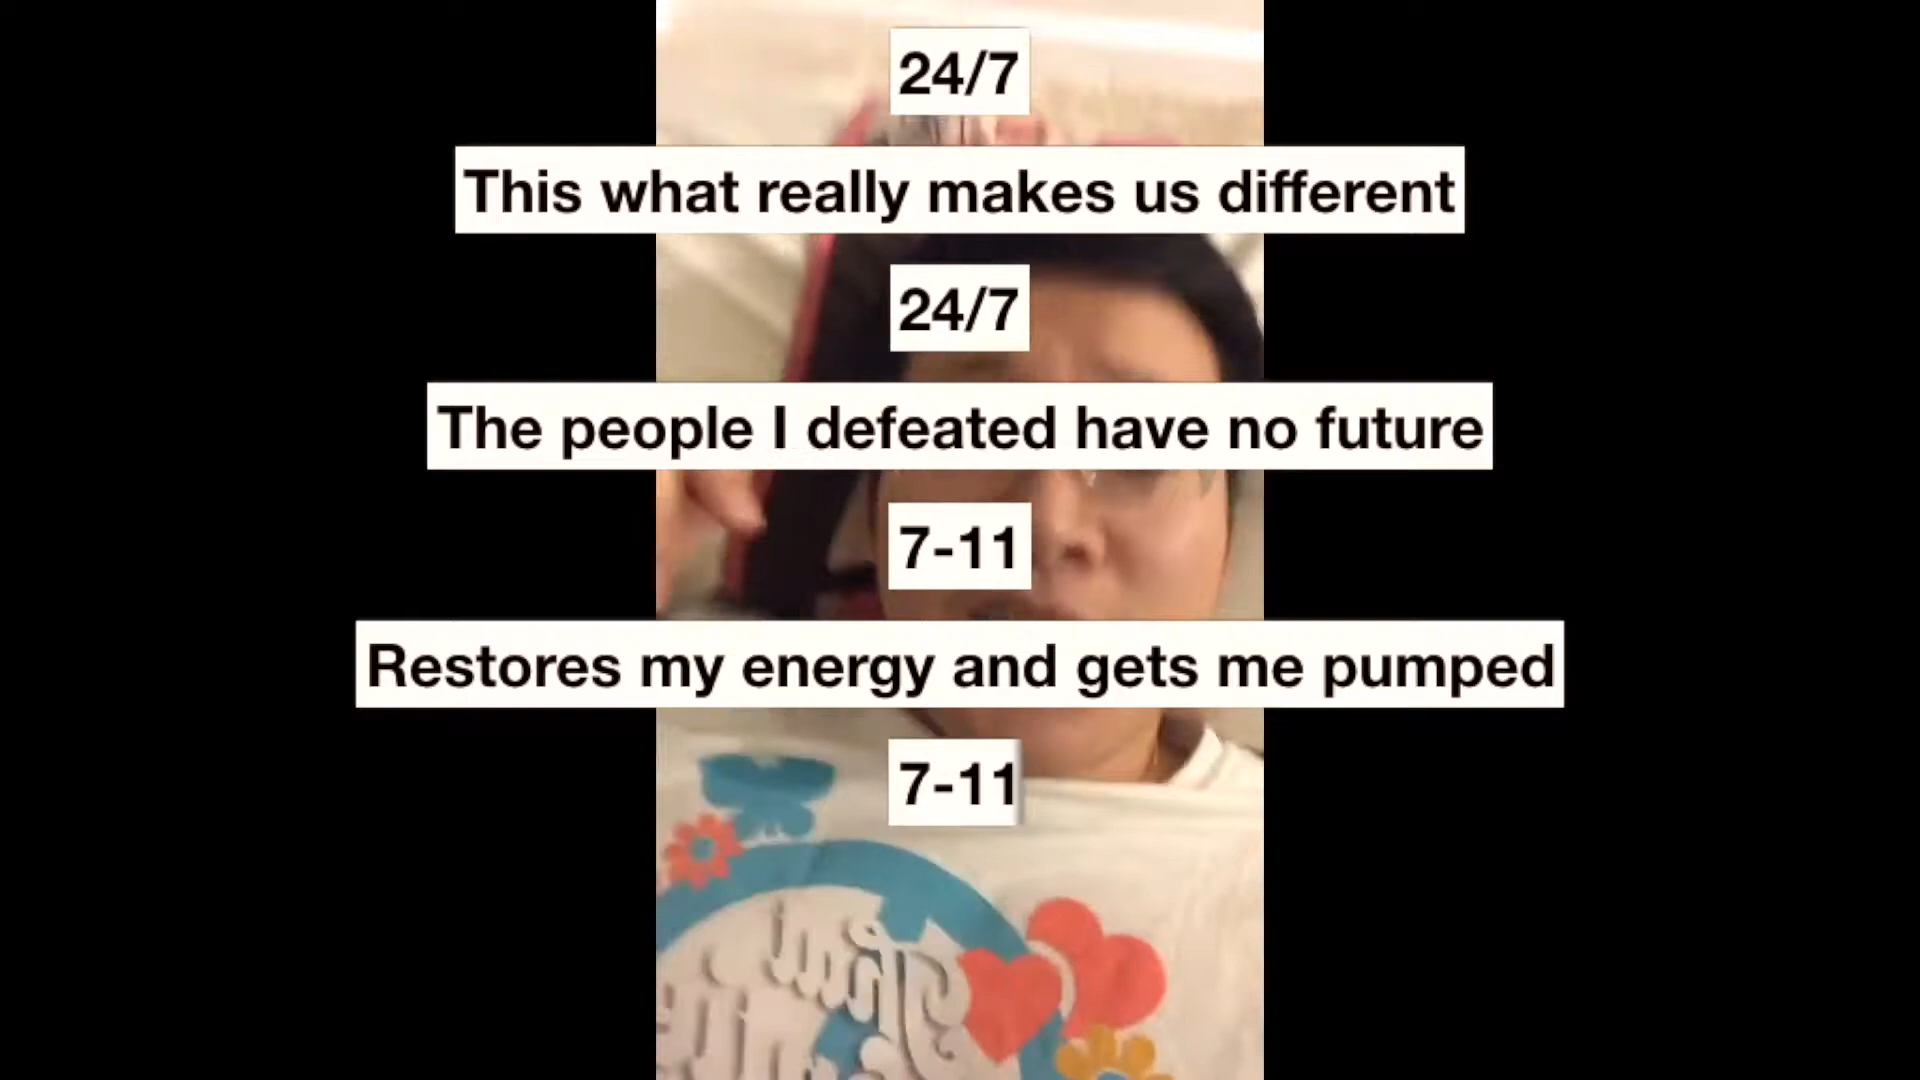 24/7
This what really makes us different
24/7
The people I defeated have no future
7-11
Restores my energy and gets me pumped
7-11